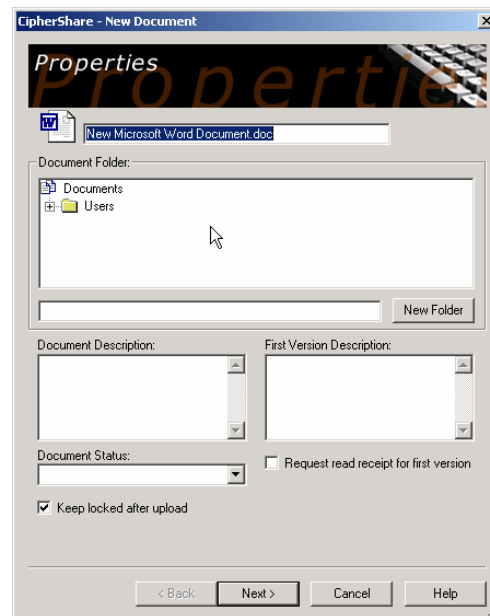 CipherShare - New Document
Properties
Properties
New Microsoft Word Document.doc
Document Folder:
Documents
Users
New Folder
Document Description:
First Version Description:
Document Status:
Request read receipt for first version
Keep locked after upload
< Back
Next >
Cancel
Help